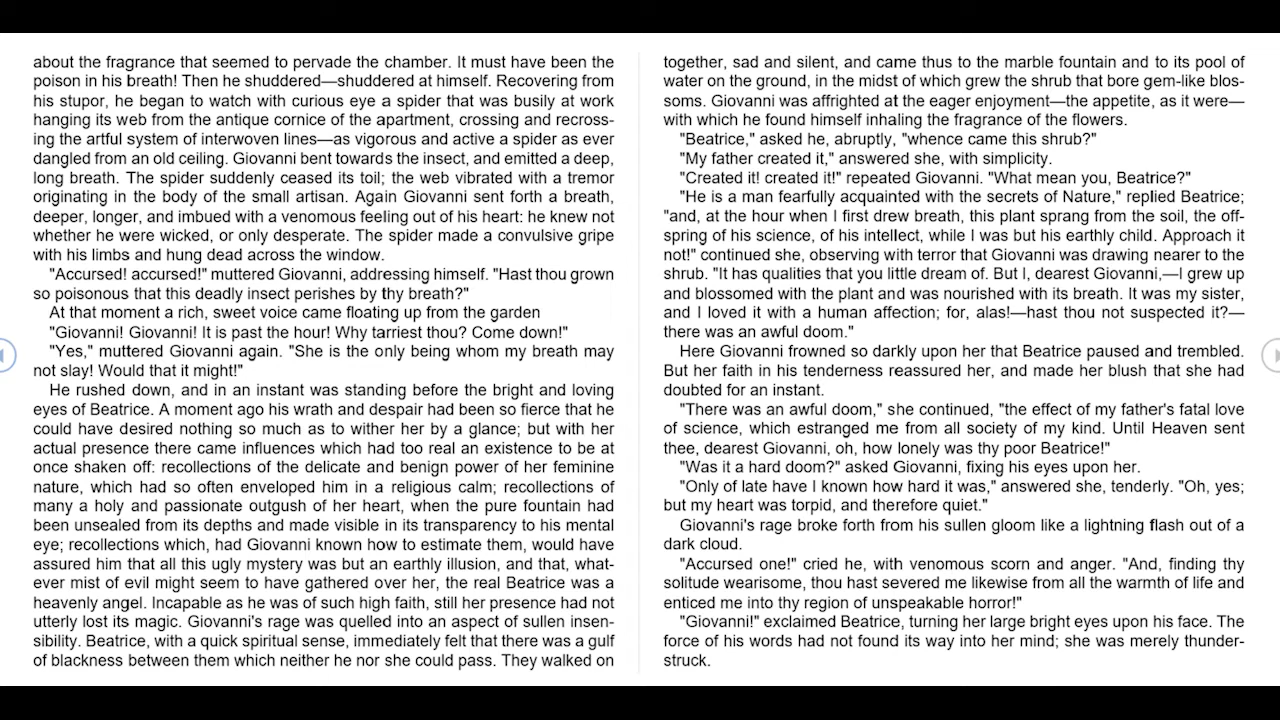 about the fragrance that seemed to pervade the chamber. It must have been the
poison in his breath! Then he shuddered—shuddered at himself. Recovering from
his stupor, he began to watch with curious eye a spider that was busily at work
hanging its web from the antique cornice of the apartment, crossing and recross-
ing the artful system of interwoven lines—as vigorous and active a spider as ever
dangled from an old ceiling. Giovanni bent towards the insect, and emitted a deep,
long breath. The spider suddenly ceased its toil; the web vibrated with a tremor
originating in the body of the small artisan. Again Giovanni sent forth a breath,
deeper, longer, and imbued with a venomous feeling out of his heart: he knew not
whether he were wicked, or only desperate. The spider made a convulsive gripe
with his limbs and hung dead across the window.
"Accursed! accursed!" muttered Giovanni, addressing himself. "Hast thou grown
so poisonous that this deadly insect perishes by thy breath?"
At that moment a rich, sweet voice came floating up from the garden
"Giovanni! Giovanni! It is past the hour! Why tarriest thou? Come down!"
"Yes," muttered Giovanni again. "She is the only being whom my breath may
not slay! Would that it might!"
He rushed down, and in an instant was standing before the bright and loving
eyes of Beatrice. A moment ago his wrath and despair had been so fierce that he
could have desired nothing so much as to wither her by a glance; but with her
actual presence there came influences which had too real an existence to be at
once shaken off: recollections of the delicate and benign power of her feminine
nature, which had so often enveloped him in a religious calm; recollections of
many a holy and passionate outgush of her heart, when the pure fountain had
been unsealed from its depths and made visible in its transparency to his mental
eye; recollections which, had Giovanni known how to estimate them, would have
assured him that all this ugly mystery was but an earthly illusion, and that, what-
ever mist of evil might seem to have gathered over her, the real Beatrice was a
heavenly angel. Incapable as he was of such high faith, still her presence had not
utterly lost its magic. Giovanni's rage was quelled into an aspect of sullen insen-
sibility. Beatrice, with a quick spiritual sense, immediately felt that there was a gulf
of blackness between them which neither he nor she could pass. They walked on
together, sad and silent, and came thus to the marble fountain and to its pool of
water on the ground, in the midst of which grew the shrub that bore gem-like blos-
soms. Giovanni was affrighted at the eager enjoyment—the appetite, as it were—
with which he found himself inhaling the fragrance of the flowers.
"Beatrice," asked he, abruptly, "whence came this shrub?"
"My father created it," answered she, with simplicity.
"Created it! created it!" repeated Giovanni. "What mean you, Beatrice?"
"He is a man fearfully acquainted with the secrets of Nature," replied Beatrice;
"and, at the hour when I first drew breath, this plant sprang from the soil, the off-
spring of his science, of his intellect, while I was but his earthly child. Approach it
not!" continued she, observing with terror that Giovanni was drawing nearer to the
shrub. "It has qualities that you little dream of. But I, dearest Giovanni,—I grew up
and blossomed with the plant and was nourished with its breath. It was my sister,
and I loved it with a human affection; for, alas!—hast thou not suspected it?—
there was an awful doom."
Here Giovanni frowned so darkly upon her that Beatrice paused and trembled.
But her faith in his tenderness reassured her, and made her blush that she had
doubted for an instant.
"There was an awful doom," she continued, "the effect of my father's fatal love
of science, which estranged me from all society of my kind. Until Heaven sent
thee, dearest Giovanni, oh, how lonely was thy poor Beatrice!"
"Was it a hard doom?" asked Giovanni, fixing his eyes upon her.
"Only of late have I known how hard it was," answered she, tenderly. "Oh, yes;
but my heart was torpid, and therefore quiet."
Giovanni's rage broke forth from his sullen gloom like a lightning flash out of a
dark cloud.
"Accursed one!" cried he, with venomous scorn and anger. "And, finding thy
solitude wearisome, thou hast severed me likewise from all the warmth of life and
enticed me into thy region of unspeakable horror!"
"Giovanni!" exclaimed Beatrice, turning her large bright eyes upon his face. The
force of his words had not found its way into her mind; she was merely thunder-
struck.